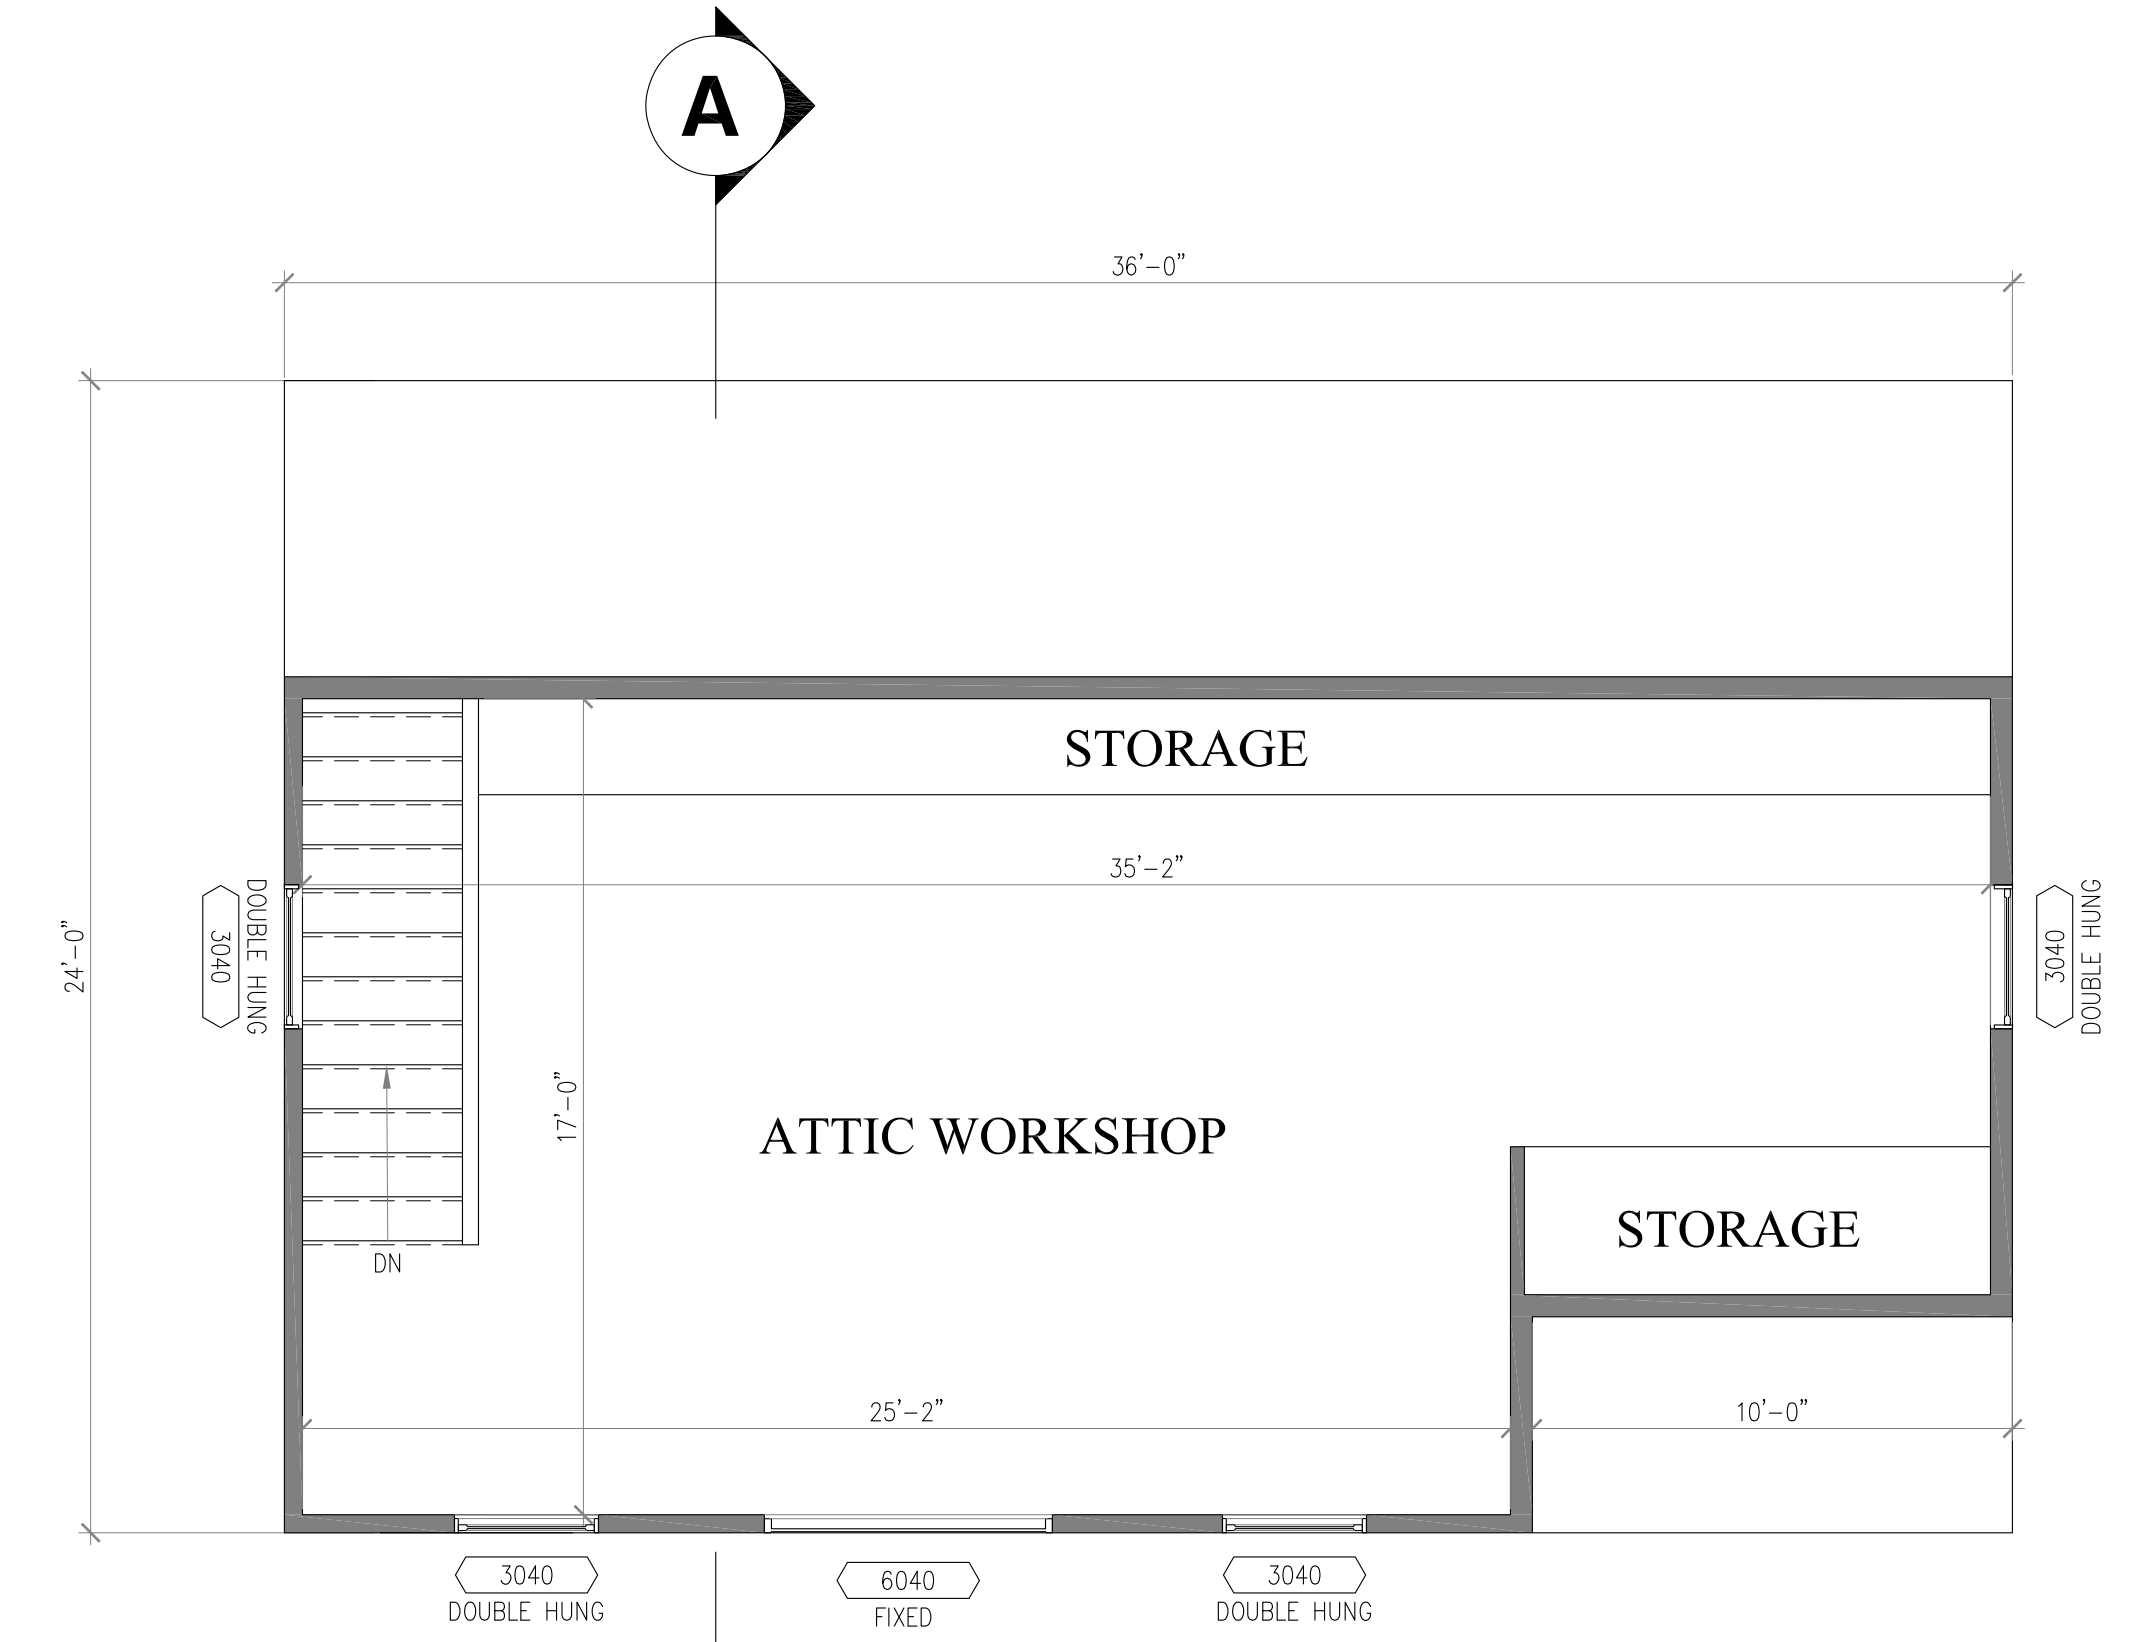 A
36'-0"
STORAGE
35'-2"
DOUBLE HUNG
3040
24'-0"
3040
DOUBLE HUNG
17'-0"
ATTIC WORKSHOP
STORAGE
DN
25'-2"
10'-0"
3040
DOUBLE HUNG
6040
FIXED
3040
DOUBLE HUNG